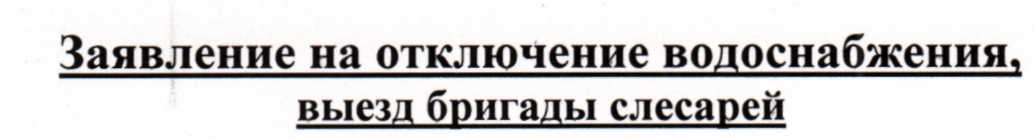 Заявление на отключение водоснабжения,
выезд бригады слесарей